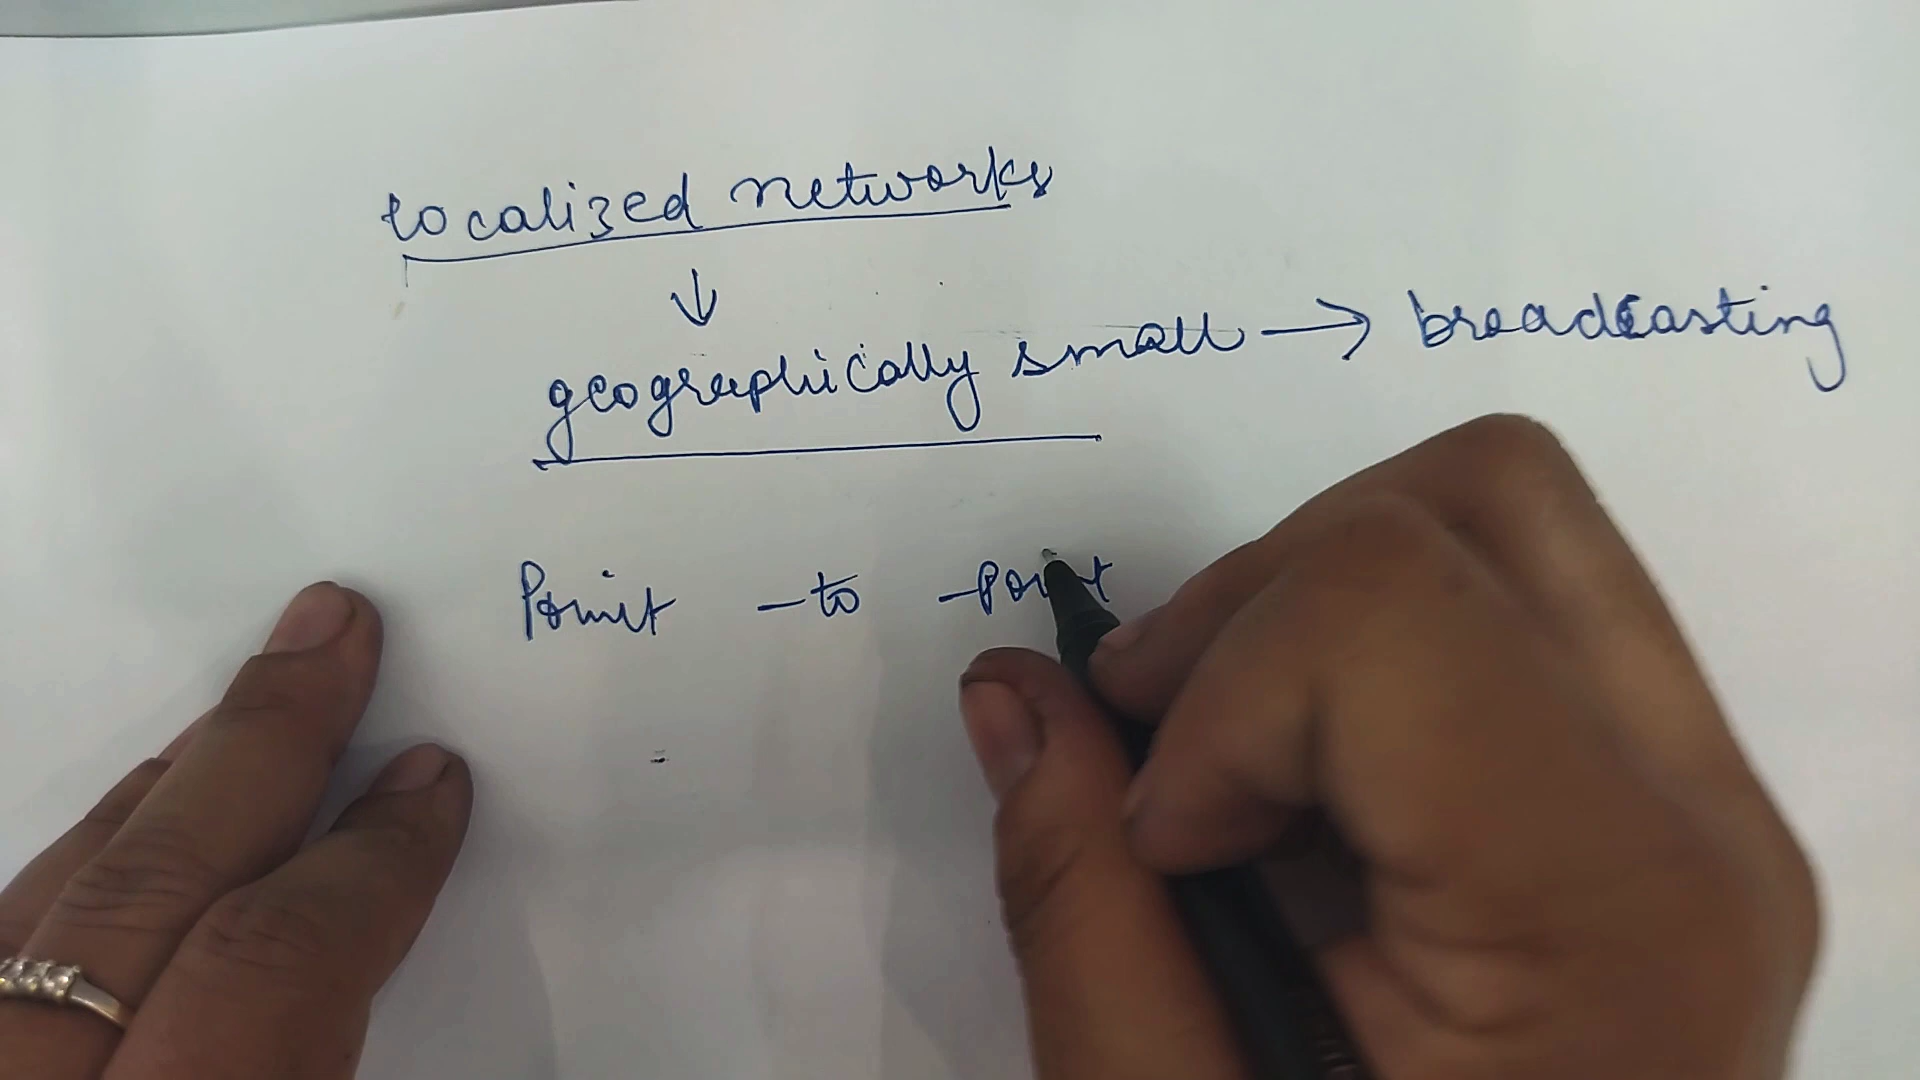 localized networks
↓
geographically small → broadcasting
Point -to -Point